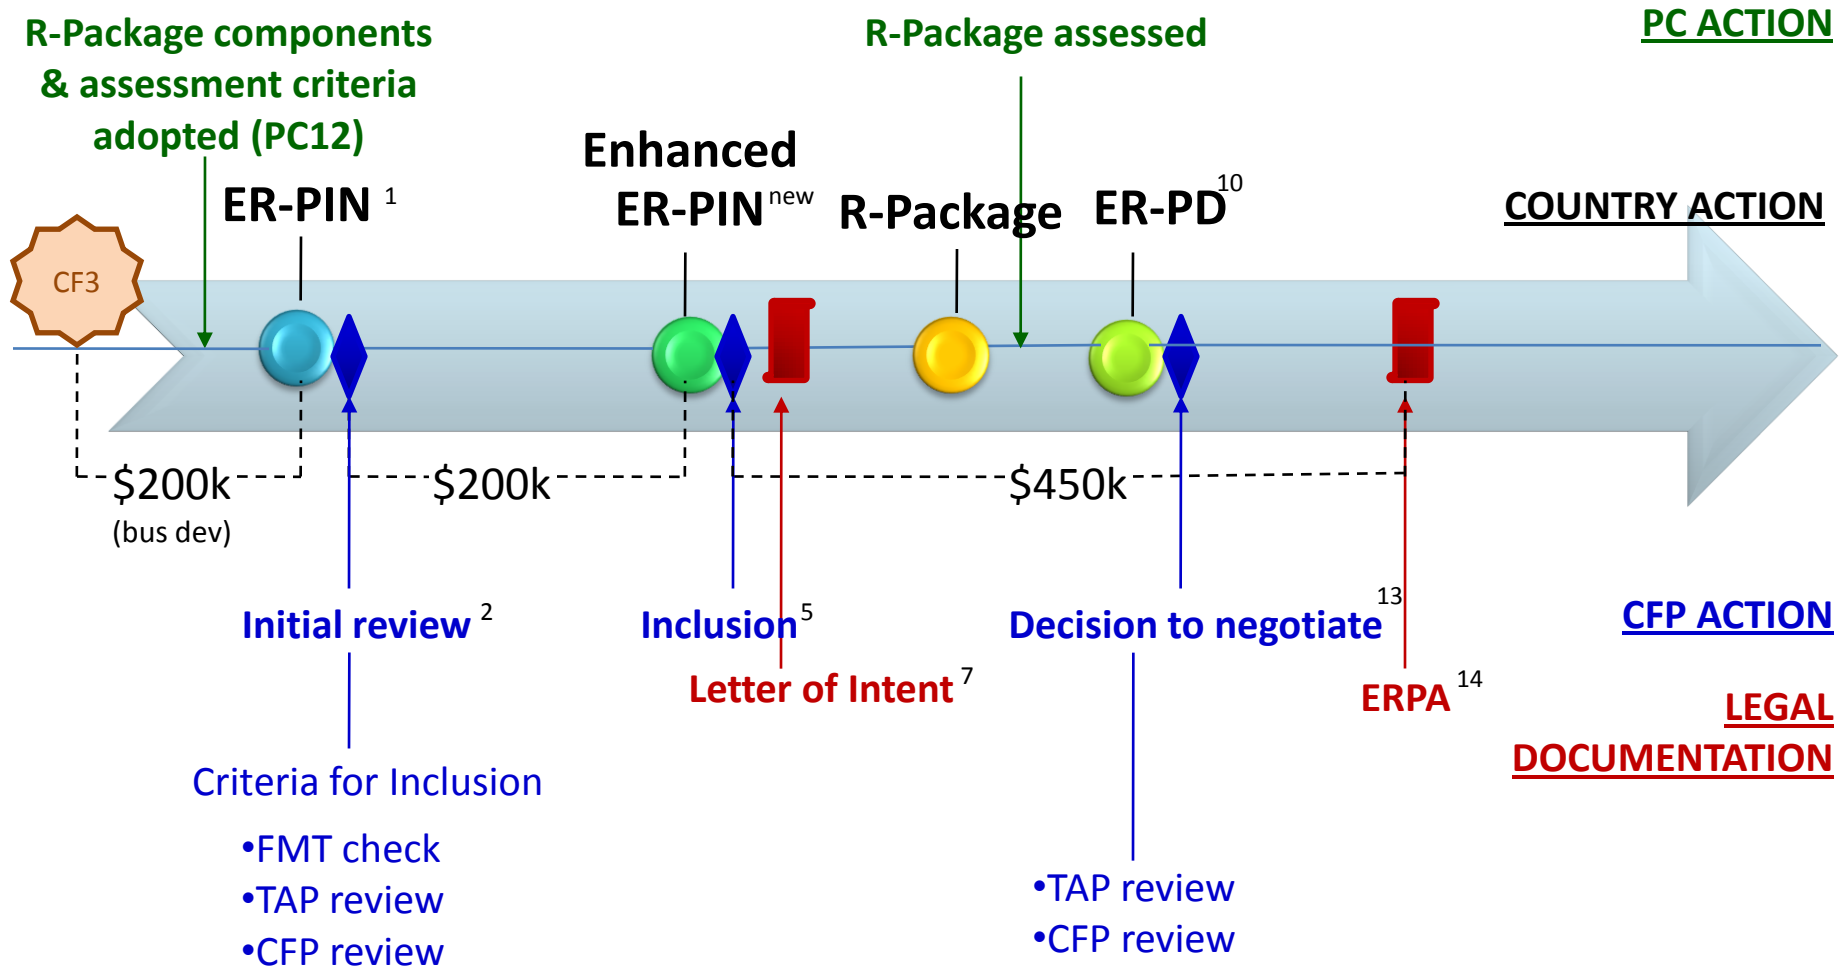 R-Package components
& assessment criteria
adopted (PC12)
R-Package assessed
PC ACTION
ER-PIN 1
Enhanced
ER-PIN new
R-Package
ER-PD 10
COUNTRY ACTION
CF3
$200k
(bus dev)
$200k
$450k
Initial review 2
Inclusion 5
Decision to negotiate 13
CFP ACTION
Letter of Intent 7
ERPA 14
LEGAL
DOCUMENTATION
Criteria for Inclusion
•FMT check
•TAP review
•CFP review
•TAP review
•CFP review